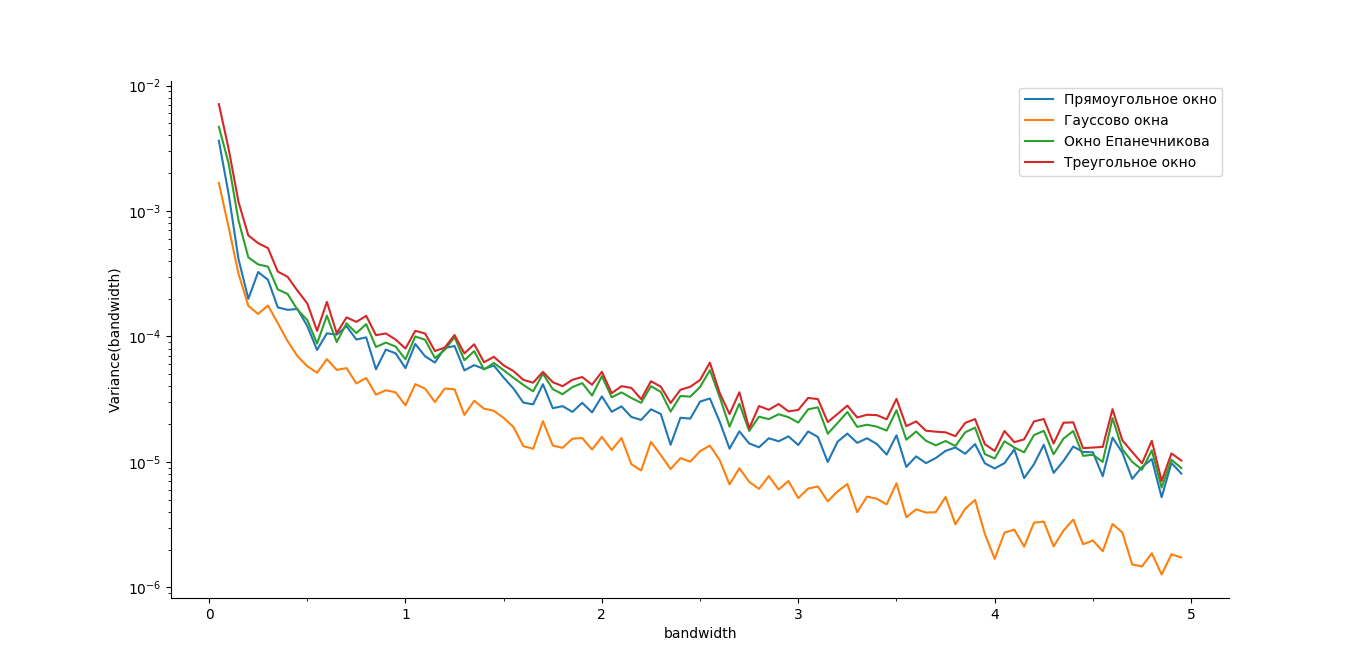 Прямоугольное окно
Гауссово окна
Окно Епанечникова
Треугольное окно
10⁻²
10⁻³
10⁻⁴
10⁻⁵
10⁻⁶
Variance(bandwidth)
0 1 2 3 4 5
bandwidth